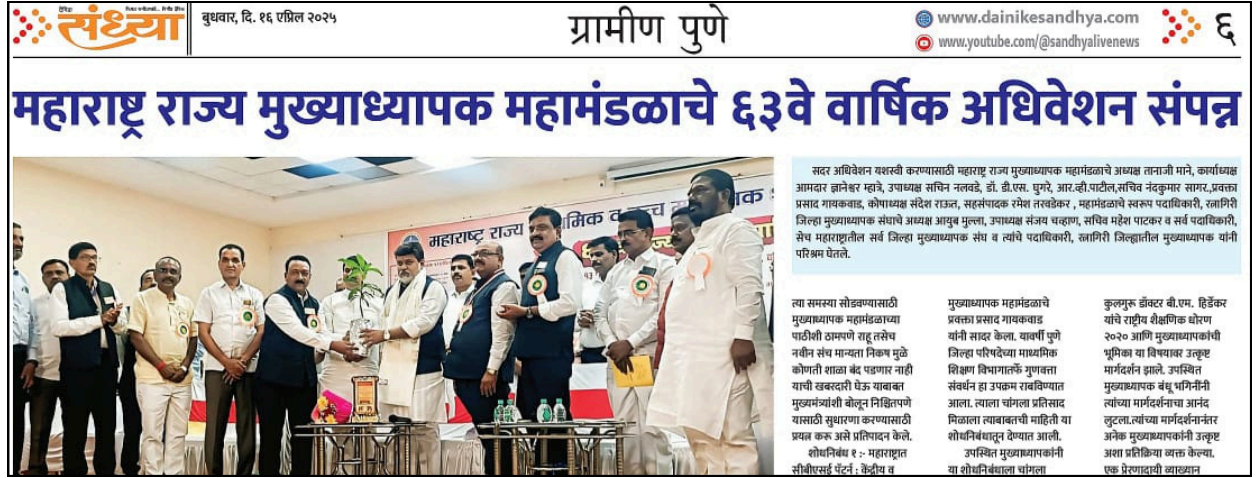 दैनिक
संध्या
बुधवार, दि. १६ एप्रिल २०२५
ग्रामीण पुणे
www.dainikesandhya.com
www.youtube.com/@sandhyalivenews
६
महाराष्ट्र राज्य मुख्याध्यापक महामंडळाचे ६३वे वार्षिक अधिवेशन संपन्न
महाराष्ट्र राज्य
सदर अधिवेशन यशस्वी करण्यासाठी महाराष्ट्र राज्य मुख्याध्यापक महामंडळाचे अध्यक्ष तानाजी माने, कार्याध्यक्ष
आमदार ज्ञानेश्वर म्हात्रे, उपाध्यक्ष सचिन नलवडे, डॉ. डी.एस. घुगरे, आर.व्ही.पाटील,सचिव नंदकुमार सागर,,प्रवक्ता
प्रसाद गायकवाड, कोषाध्यक्ष संदेश राऊत, सहसंपादक रमेश तरवडेकर , महामंडळाचे स्वरूप पदाधिकारी, रत्नागिरी
जिल्हा मुख्याध्यापक संघाचे अध्यक्ष आयुब मुल्ला, उपाध्यक्ष संजय चव्हाण, सचिव महेश पाटकर व सर्व पदाधिकारी,
सेच महाराष्ट्रातील सर्व जिल्हा मुख्याध्यापक संघ व त्यांचे पदाधिकारी, रत्नागिरी जिल्ह्यातील मुख्याध्यापक यांनी
परिश्रम घेतले.
त्या समस्या सोडवण्यासाठी
मुख्याध्यापक महामंडळाच्या
पाठीशी ठामपणे राहू तसेच
नवीन संच मान्यता निकष मुळे
कोणती शाळा बंद पडणार नाही
याची खबरदारी घेऊ याबाबत
मुख्यमंत्र्यांशी बोलून निश्चितपणे
यासाठी सुधारणा करण्यासाठी
प्रयत्न करू असे प्रतिपादन केले.
शोधनिबंध १ :- महाराष्ट्रात
सीबीएसई पॅटर्न : केंद्रीय व
मुख्याध्यापक महामंडळाचे
प्रवक्ता प्रसाद गायकवाड
यांनी सादर केला. यावर्षी पुणे
जिल्हा परिषदेच्या माध्यमिक
शिक्षण विभागातर्फे गुणवत्ता
संवर्धन हा उपक्रम राबविण्यात
आला. त्याला चांगला प्रतिसाद
मिळाला त्याबाबतची माहिती या
शोधनिबंधातून देण्यात आली.
उपस्थित मुख्याध्यापकांनी
या शोधनिबंधाला चांगला
कुलगुरू डॉक्टर बी.एम. हिर्डेकर
यांचे राष्ट्रीय शैक्षणिक धोरण
२०२० आणि मुख्याध्यापकांची
भूमिका या विषयावर उत्कृष्ट
मार्गदर्शन झाले. उपस्थित
मुख्याध्यापक बंधू भगिनींनी
त्यांच्या मार्गदर्शनाचा आनंद
लुटला.त्यांच्या मार्गदर्शनानंतर
अनेक मुख्याध्यापकांनी उत्कृष्ट
अशा प्रतिक्रिया व्यक्त केल्या.
एक प्रेरणादायी व्याख्यान